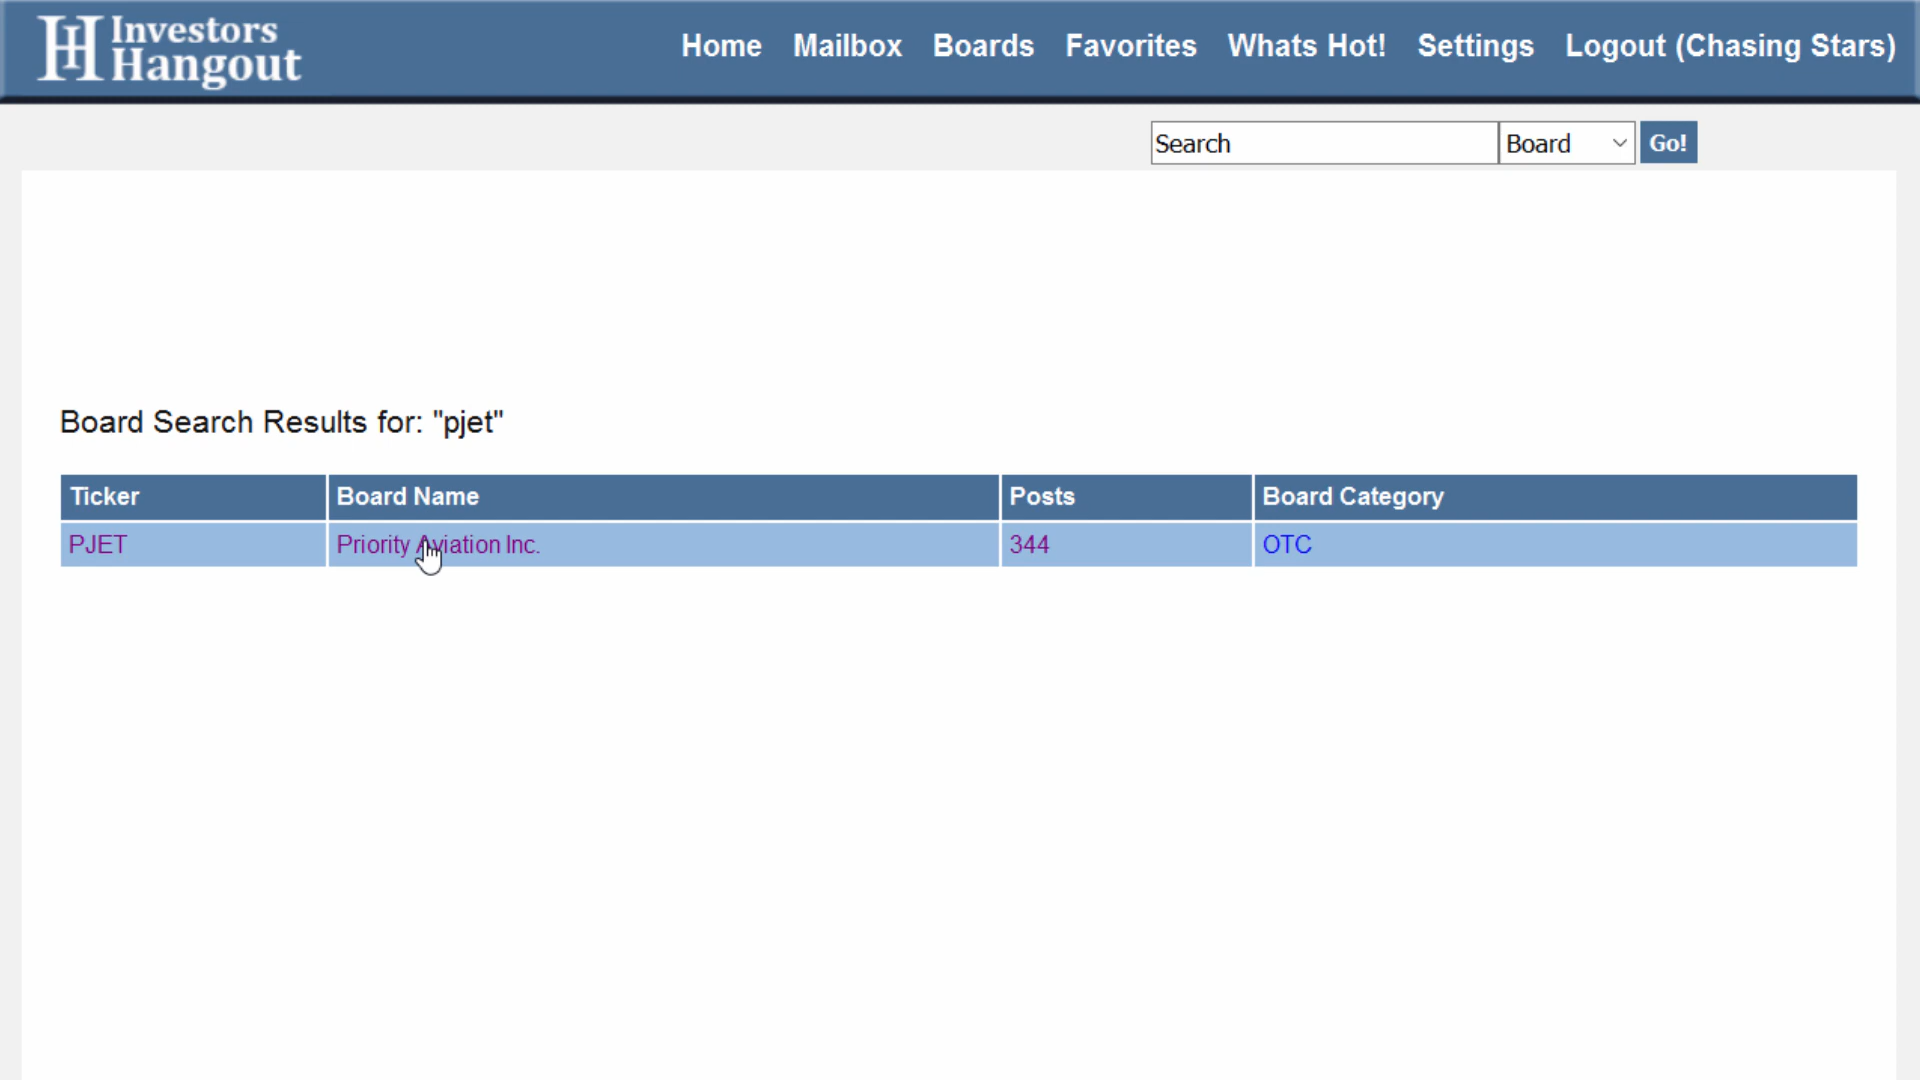 Investors
Hangout
Home Mailbox Boards Favorites Whats Hot! Settings Logout (Chasing Stars)
Search Board Go!
Board Search Results for: "pjet"
Ticker Board Name Posts Board Category
PJET Priority Aviation Inc. 344 OTC